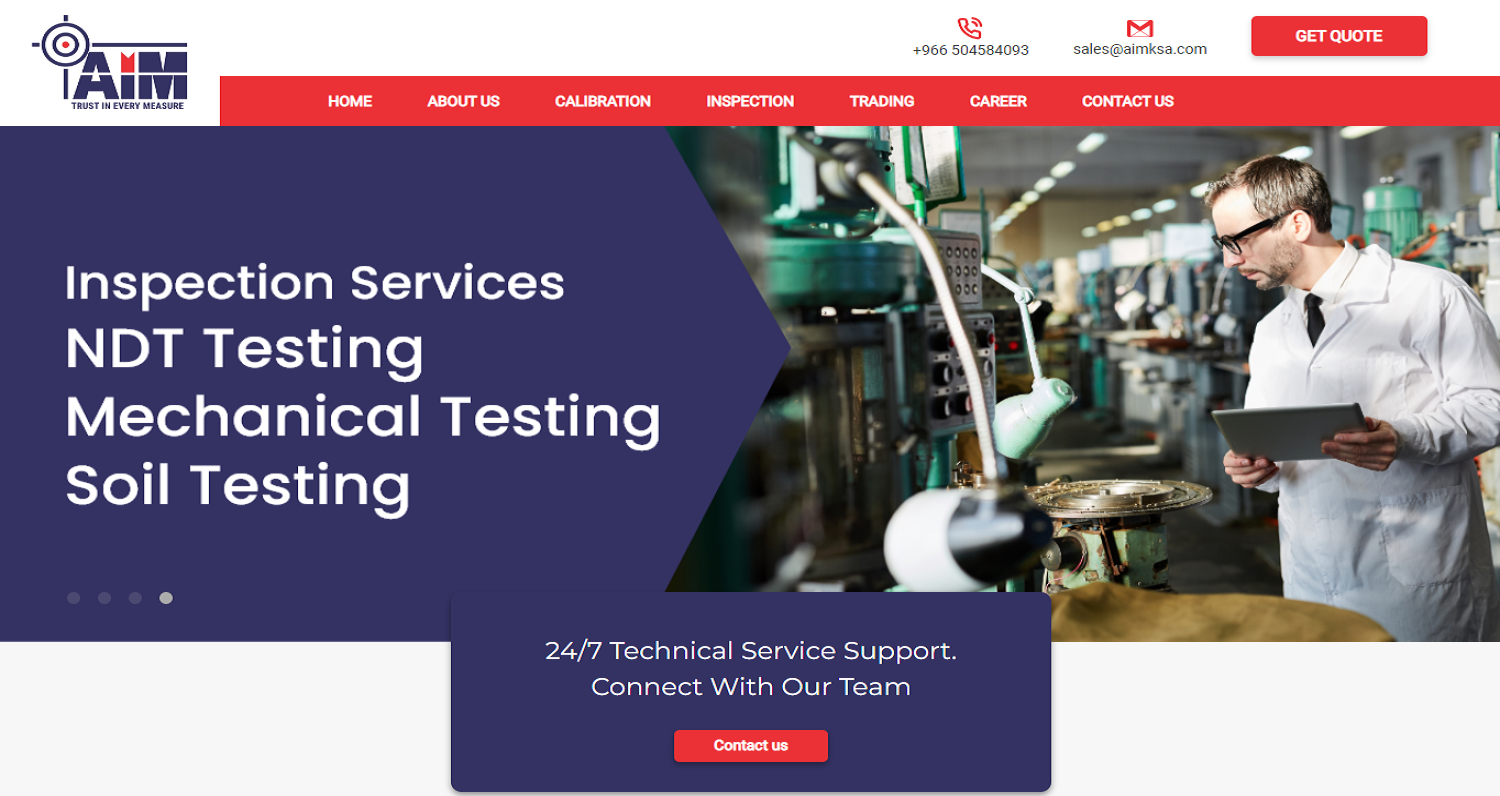 AiM
TRUST IN EVERY MEASURE
+966 504584093
sales@aimksa.com
GET QUOTE
HOME
ABOUT US
CALIBRATION
INSPECTION
TRADING
CAREER
CONTACT US
Inspection Services
NDT Testing
Mechanical Testing
Soil Testing
24/7 Technical Service Support.
Connect With Our Team
Contact us